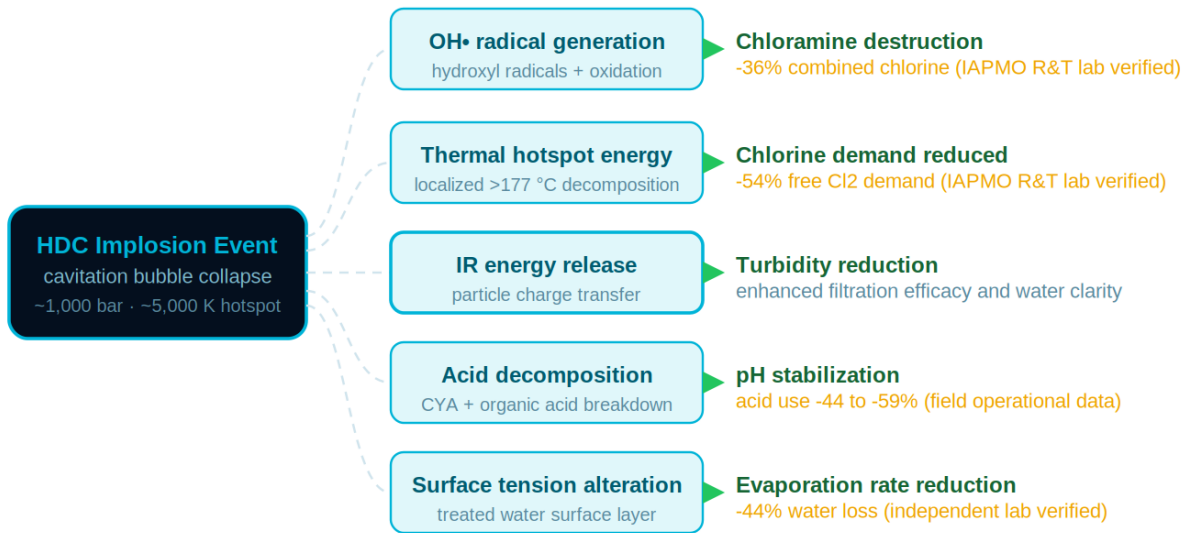 HDC Implosion Event
cavitation bubble collapse
~1,000 bar · ~5,000 K hotspot
OH• radical generation
hydroxyl radicals + oxidation
Chloramine destruction
-36% combined chlorine (IAPMO R&T lab verified)
Thermal hotspot energy
localized >177 °C decomposition
Chlorine demand reduced
-54% free Cl2 demand (IAPMO R&T lab verified)
IR energy release
particle charge transfer
Turbidity reduction
enhanced filtration efficacy and water clarity
Acid decomposition
CYA + organic acid breakdown
pH stabilization
acid use -44 to -59% (field operational data)
Surface tension alteration
treated water surface layer
Evaporation rate reduction
-44% water loss (independent lab verified)